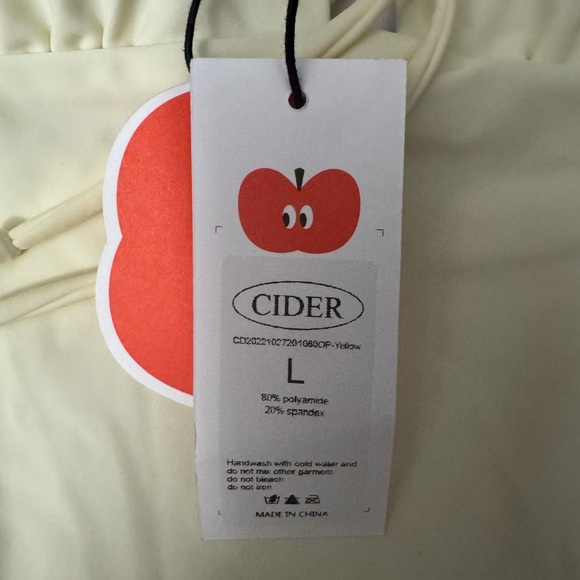 CIDER
CD20221027201060OP-Yellow
L
80% polyamide
20% spandex
Handwash with cold water and
do not mix other garment
do not bleach
do not iron
MADE IN CHINA